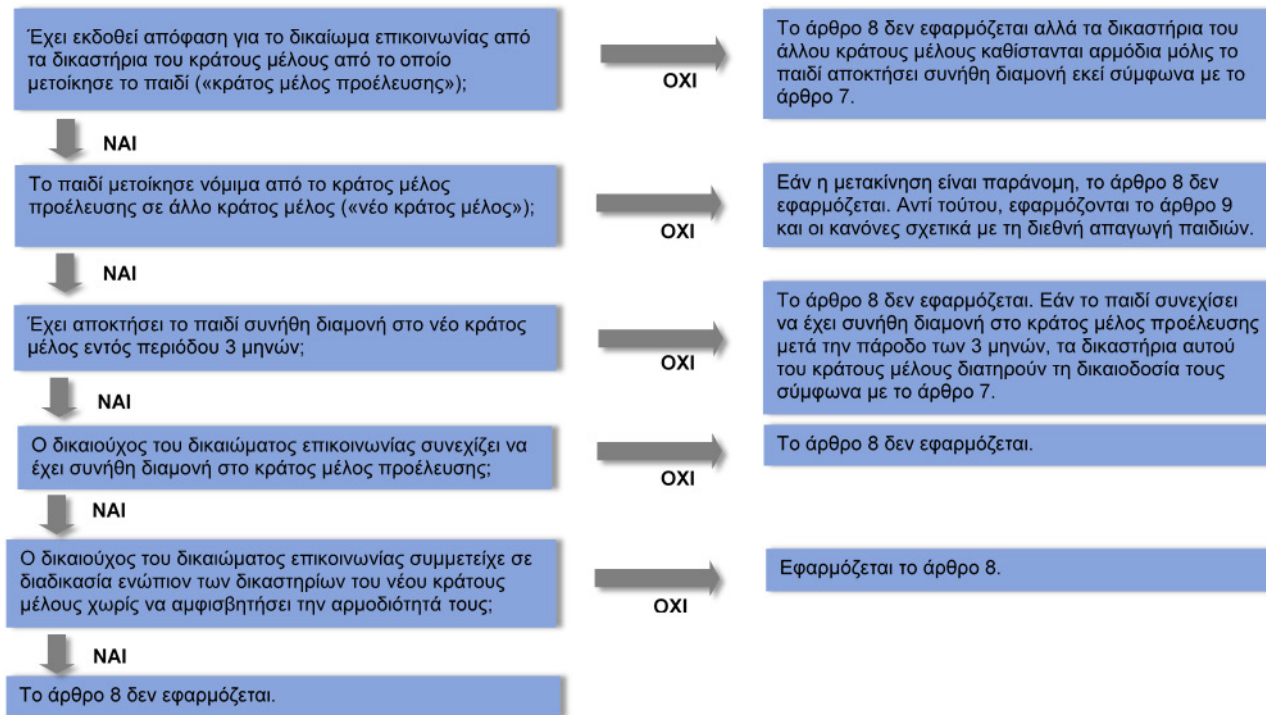 Έχει εκδοθεί απόφαση για το δικαίωμα επικοινωνίας από
τα δικαστήρια του κράτους μέλους από το οποίο
μετοίκησε το παιδί («κράτος μέλος προέλευσης»);
ΟΧΙ
Το άρθρο 8 δεν εφαρμόζεται αλλά τα δικαστήρια του
άλλου κράτους μέλους καθίστανται αρμόδια μόλις το
παιδί αποκτήσει συνήθη διαμονή εκεί σύμφωνα με το
άρθρο 7.
ΝΑΙ
Το παιδί μετοίκησε νόμιμα από το κράτος μέλος
προέλευσης σε άλλο κράτος μέλος («νέο κράτος μέλος»);
ΟΧΙ
Εάν η μετακίνηση είναι παράνομη, το άρθρο 8 δεν
εφαρμόζεται. Αντί τούτου, εφαρμόζονται το άρθρο 9
και οι κανόνες σχετικά με τη διεθνή απαγωγή παιδιών.
ΝΑΙ
Έχει αποκτήσει το παιδί συνήθη διαμονή στο νέο κράτος
μέλος εντός περιόδου 3 μηνών;
ΟΧΙ
Το άρθρο 8 δεν εφαρμόζεται. Εάν το παιδί συνεχίσει
να έχει συνήθη διαμονή στο κράτος μέλος προέλευσης
μετά την πάροδο των 3 μηνών, τα δικαστήρια αυτού
του κράτους μέλους διατηρούν τη δικαιοδοσία τους
σύμφωνα με το άρθρο 7.
ΝΑΙ
Ο δικαιούχος του δικαιώματος επικοινωνίας συνεχίζει να
έχει συνήθη διαμονή στο κράτος μέλος προέλευσης;
ΟΧΙ
Το άρθρο 8 δεν εφαρμόζεται.
ΝΑΙ
Ο δικαιούχος του δικαιώματος επικοινωνίας συμμετείχε σε
διαδικασία ενώπιον των δικαστηρίων του νέου κράτους
μέλους χωρίς να αμφισβητήσει την αρμοδιότητά τους;
ΟΧΙ
Εφαρμόζεται το άρθρο 8.
ΝΑΙ
Το άρθρο 8 δεν εφαρμόζεται.